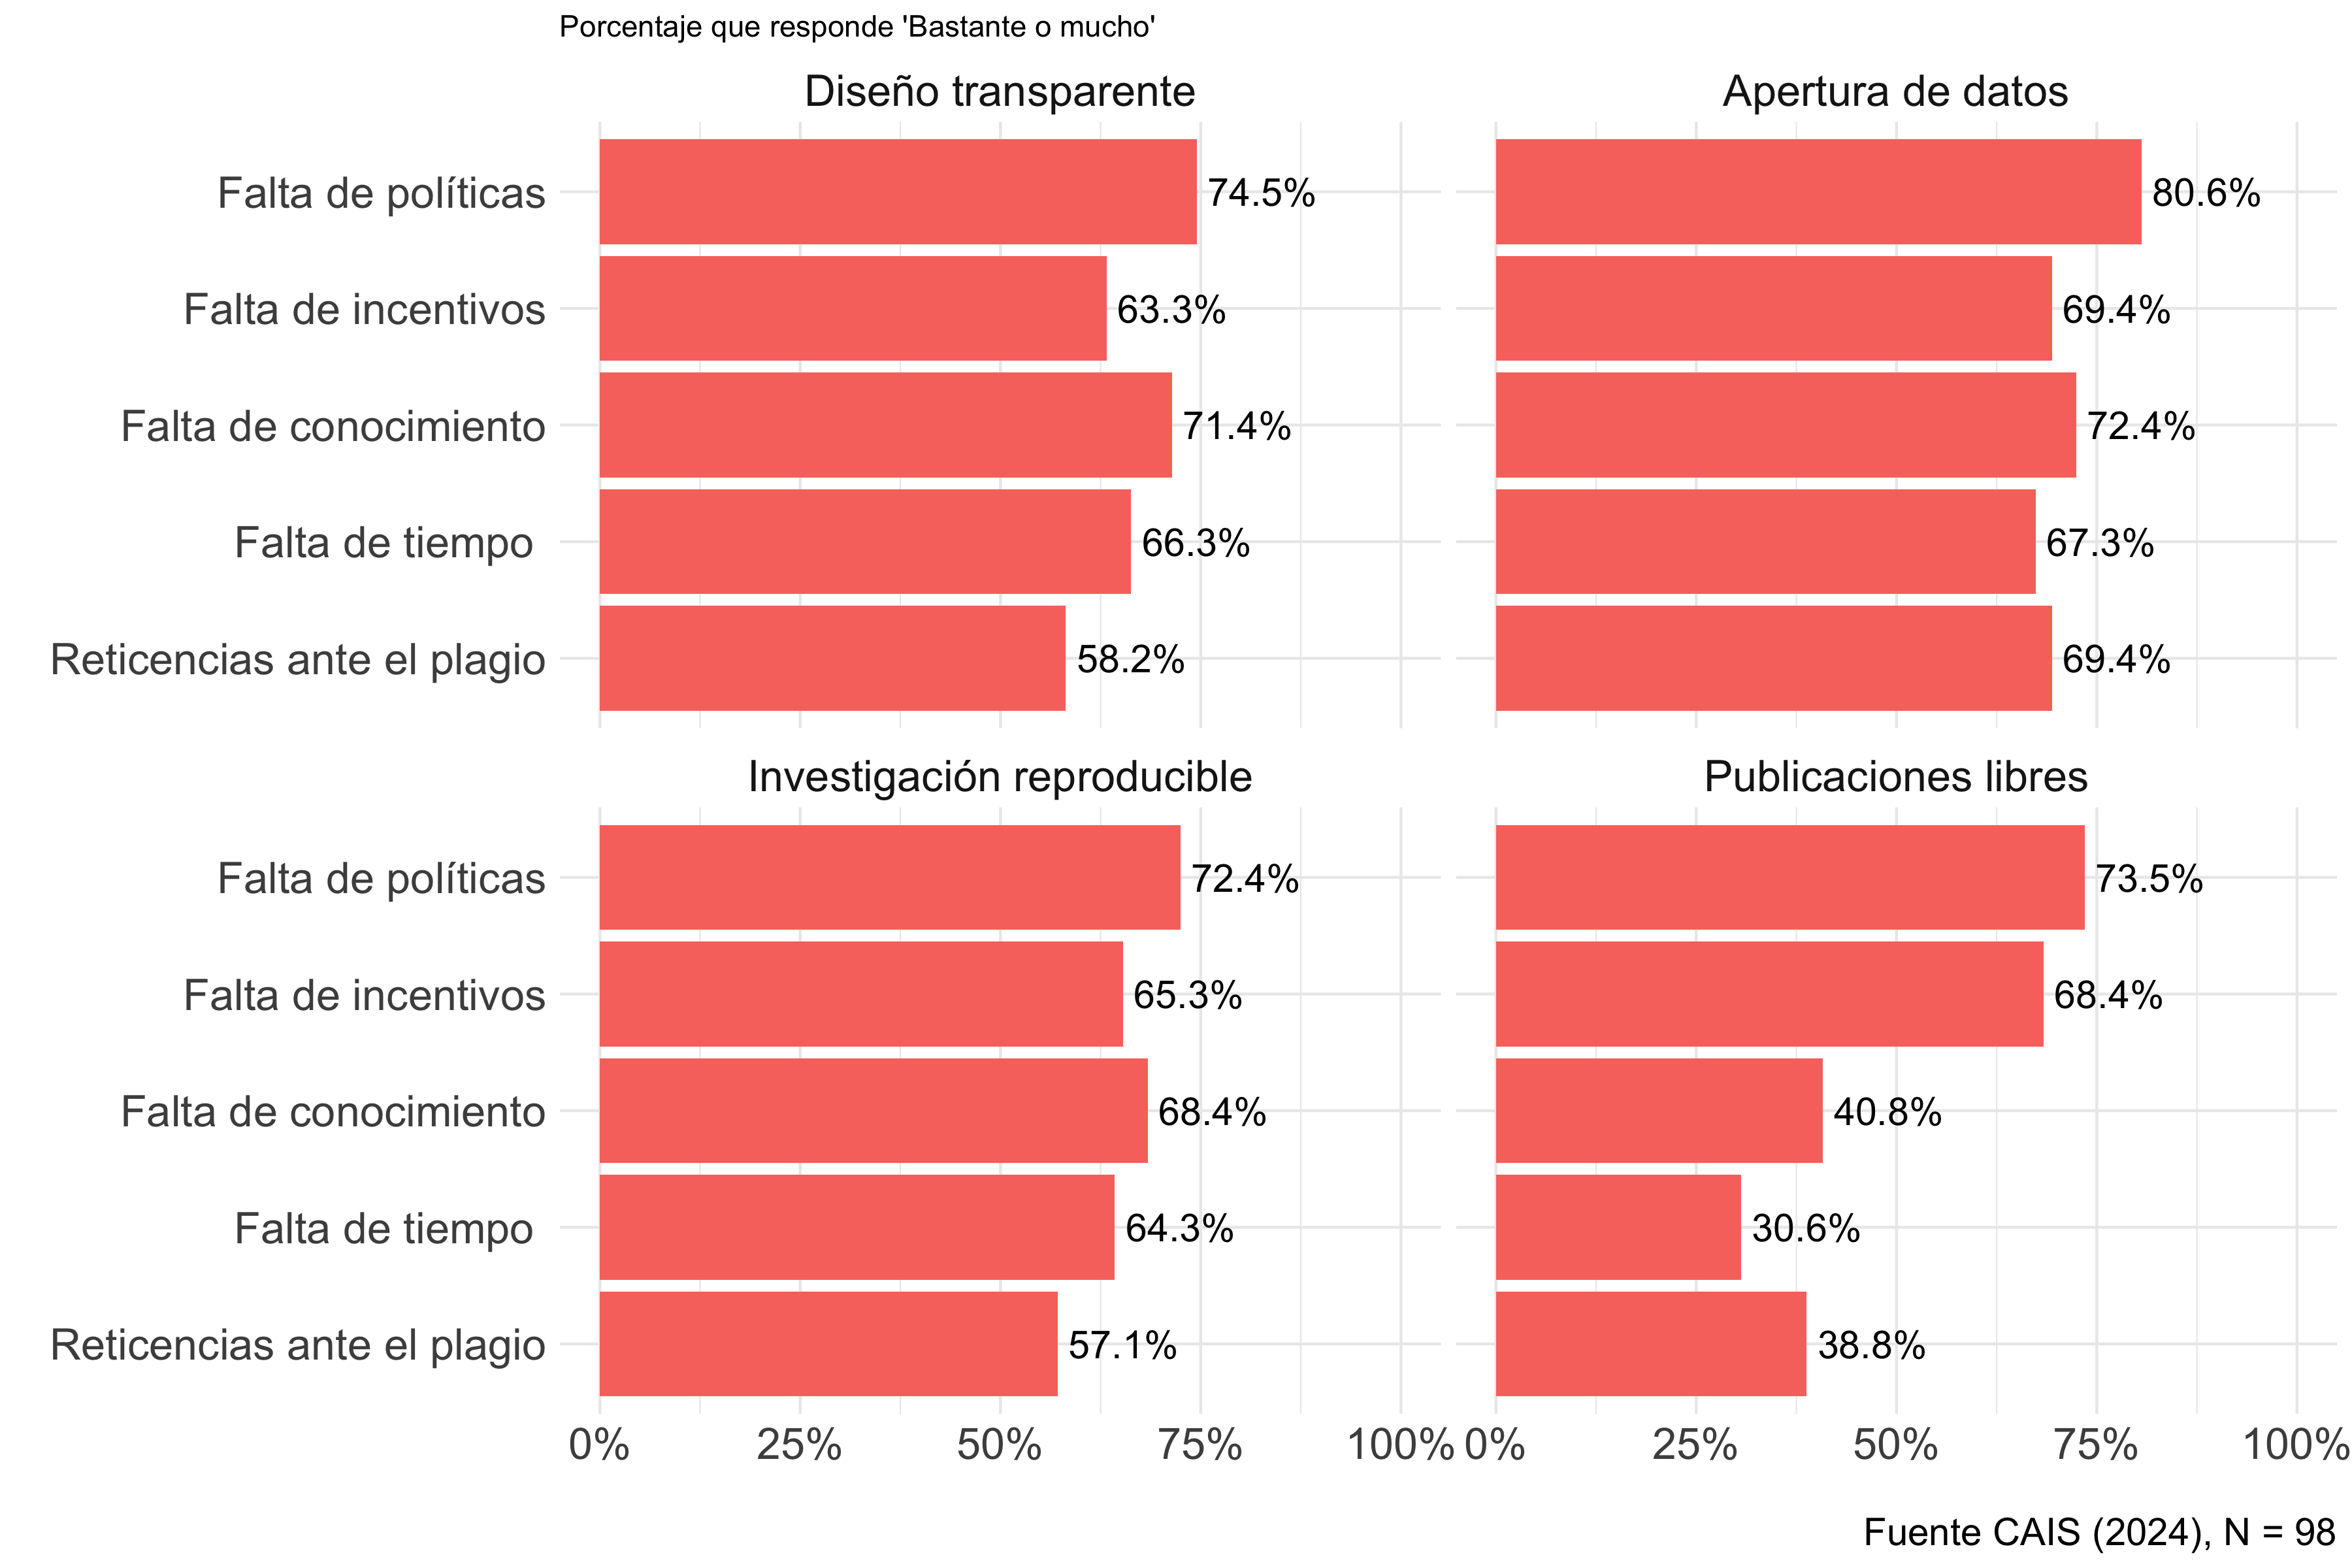 Porcentaje que responde 'Bastante o mucho'
Diseño transparente
Apertura de datos
Falta de políticas
74.5%
80.6%
Falta de incentivos
63.3%
69.4%
Falta de conocimiento
71.4%
72.4%
Falta de tiempo
66.3%
67.3%
Reticencias ante el plagio
58.2%
69.4%
Investigación reproducible
Publicaciones libres
Falta de políticas
72.4%
73.5%
Falta de incentivos
65.3%
68.4%
Falta de conocimiento
68.4%
40.8%
Falta de tiempo
64.3%
30.6%
Reticencias ante el plagio
57.1%
38.8%
0% 25% 50% 75% 100% 0% 25% 50% 75% 100%
Fuente CAIS (2024), N = 98